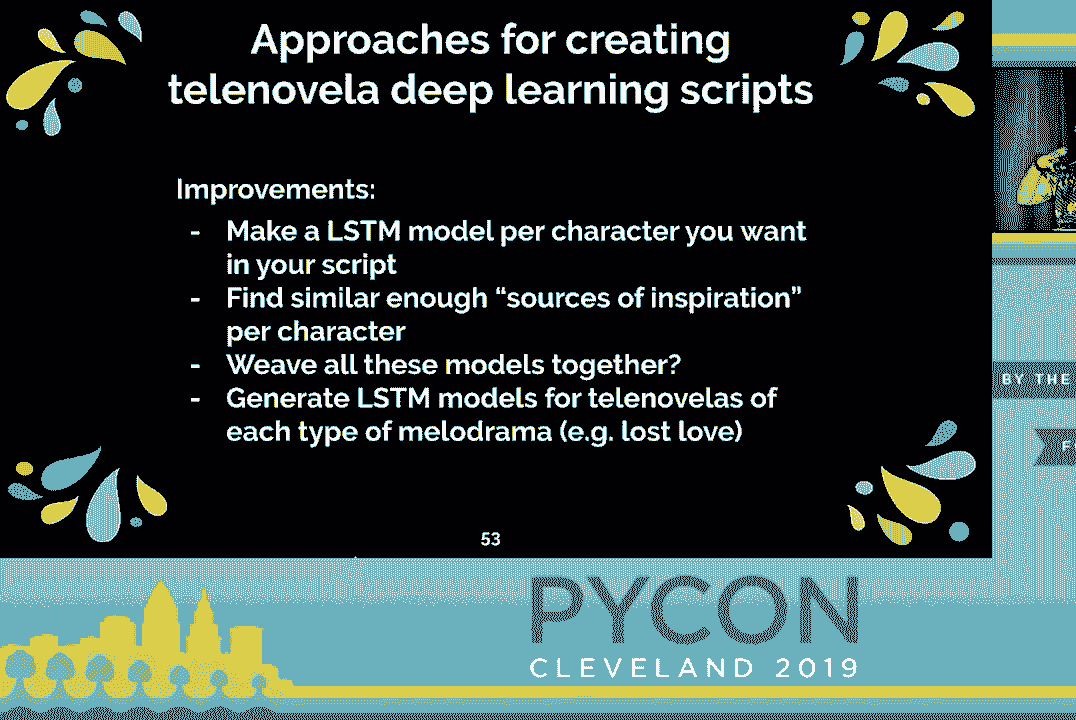 Approaches for creating
telenovela deep learning scripts
Improvements:
- Make a LSTM model per character you want
in your script
- Find similar enough “sources of inspiration”
per character
- Weave all these models together?
- Generate LSTM models for telenovelas of
each type of melodrama (e.g. lost love)
53
BY THE
PYCON
CLEVELAND 2019